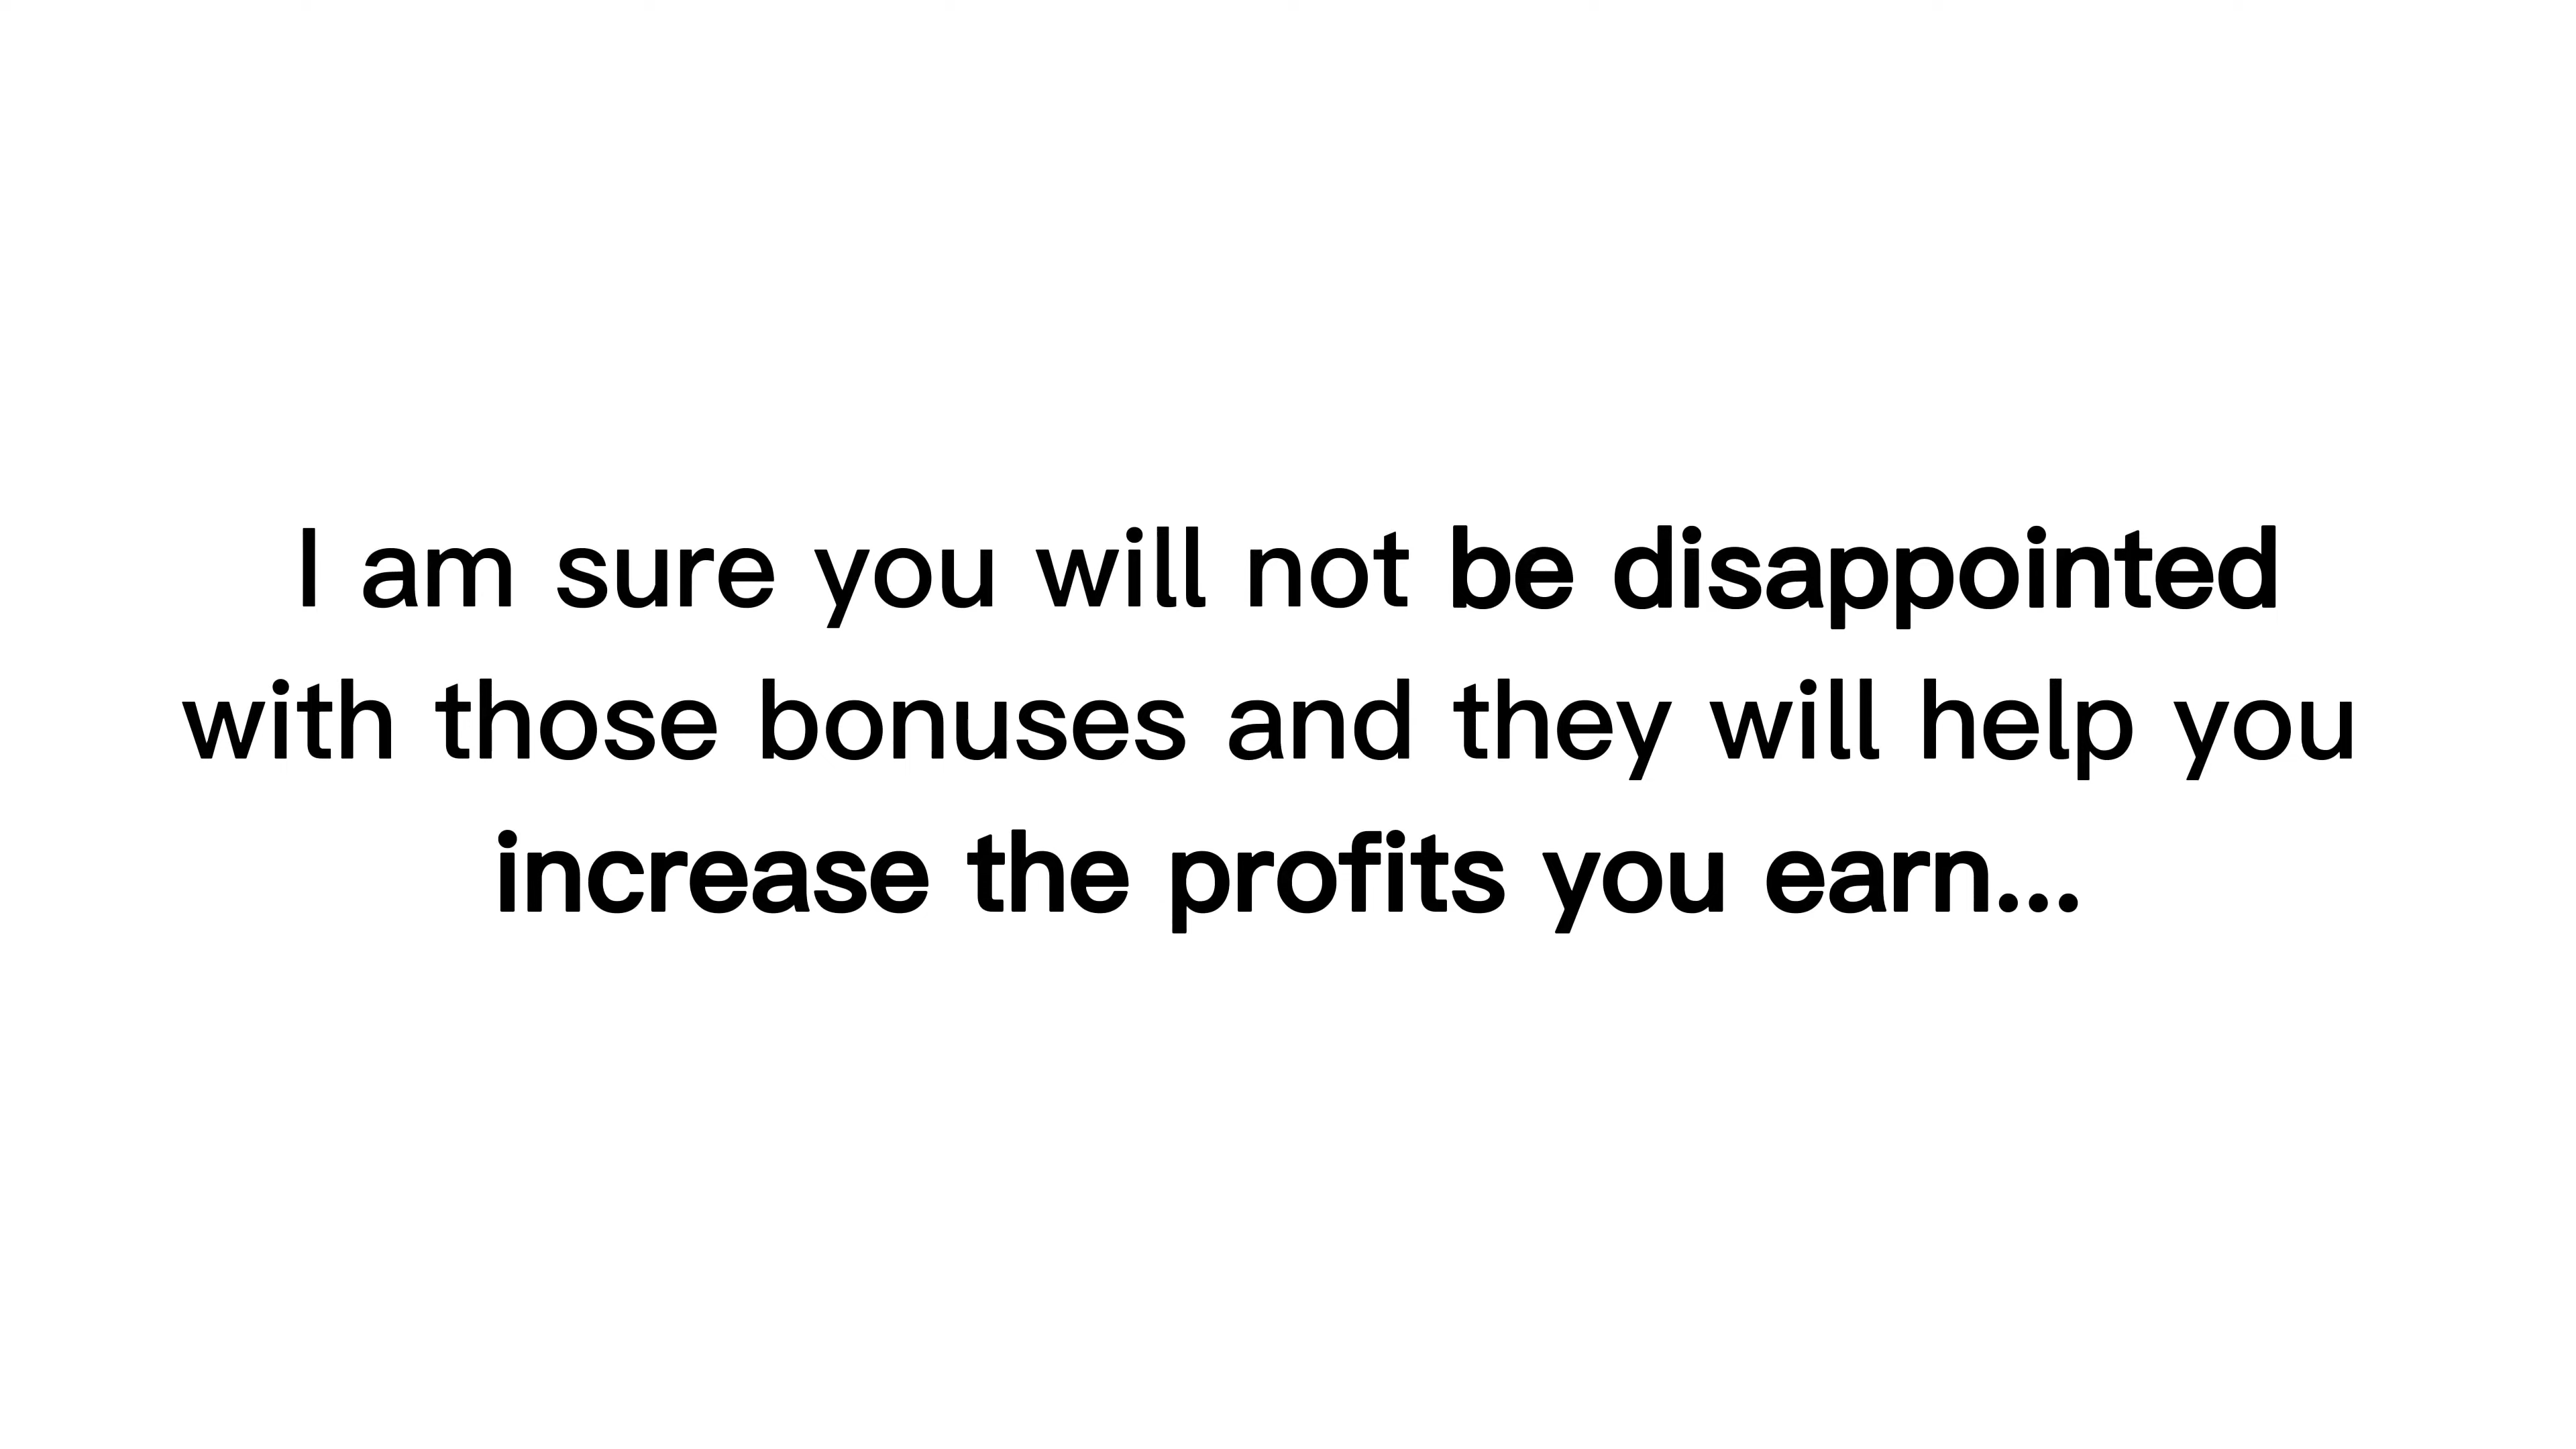 I am sure you will not be disappointed
with those bonuses and they will help you
increase the profits you earn...